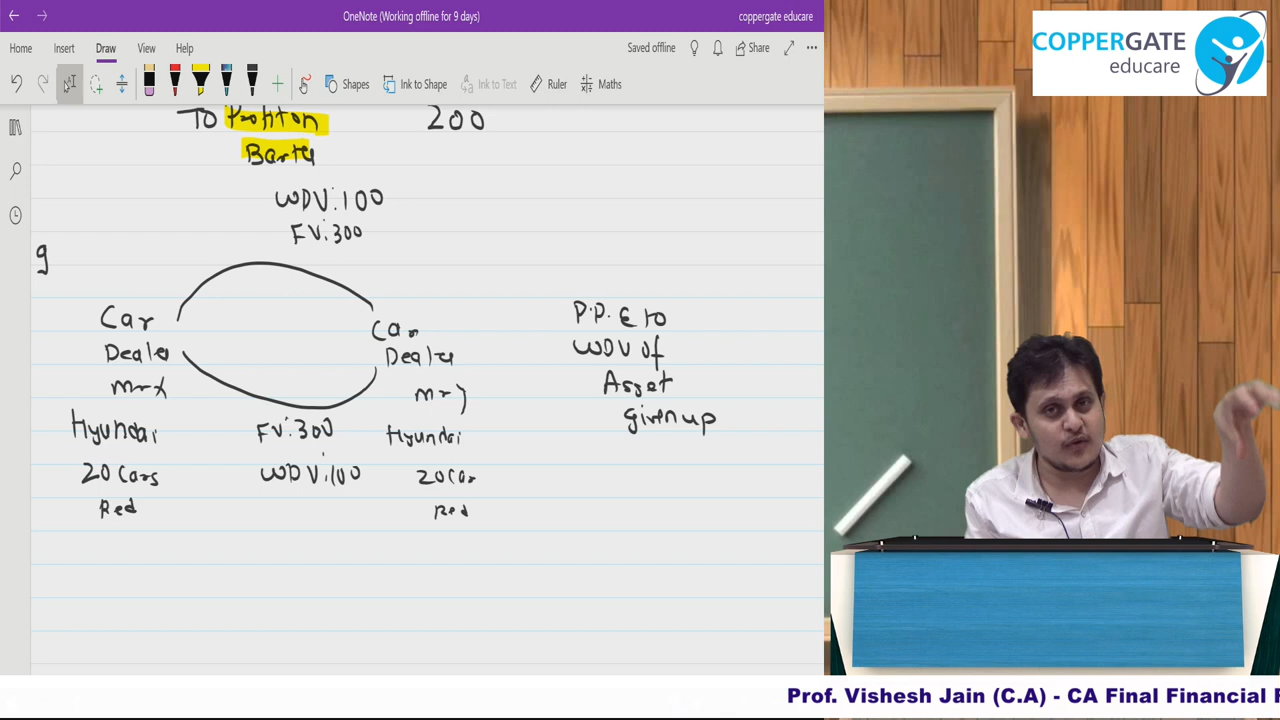 OneNote (Working offline for 9 days)
coppergate educare
Home Insert Draw View Help
Saved offline
Share
Shapes
Ink to Shape
Ink to Text
Ruler
Maths
COPPERGATE
educare
To Profit on 200
Barter
WDV:100
FV:300
g
Car
Dealer
Mr X
Hyundai
20 Cars
Red
FV:300
WDV:100
Car
Dealer
Mr Y
Hyundai
20 Car
Red
P.P.E to
WDV of
Asset
given up
Prof. Vishesh Jain (C.A) - CA Final Financial